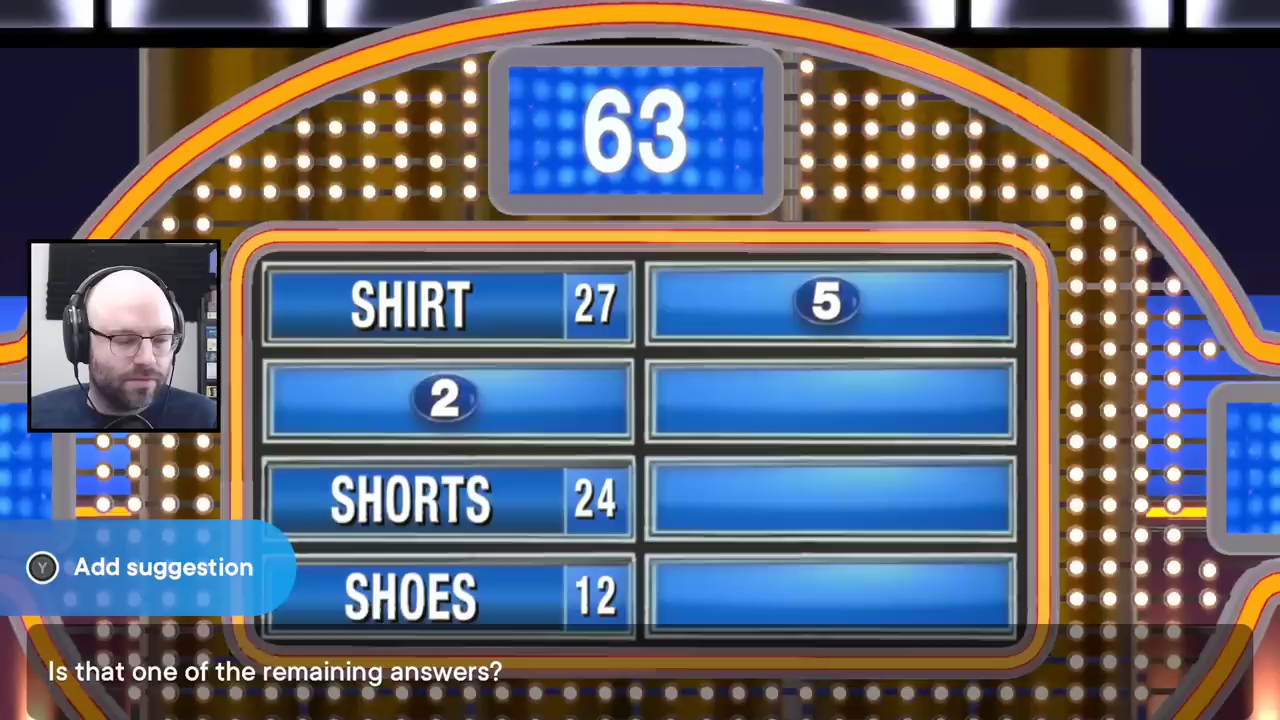 63
SHIRT 27
5
2
SHORTS 24
SHOES 12
Y Add suggestion
Is that one of the remaining answers?